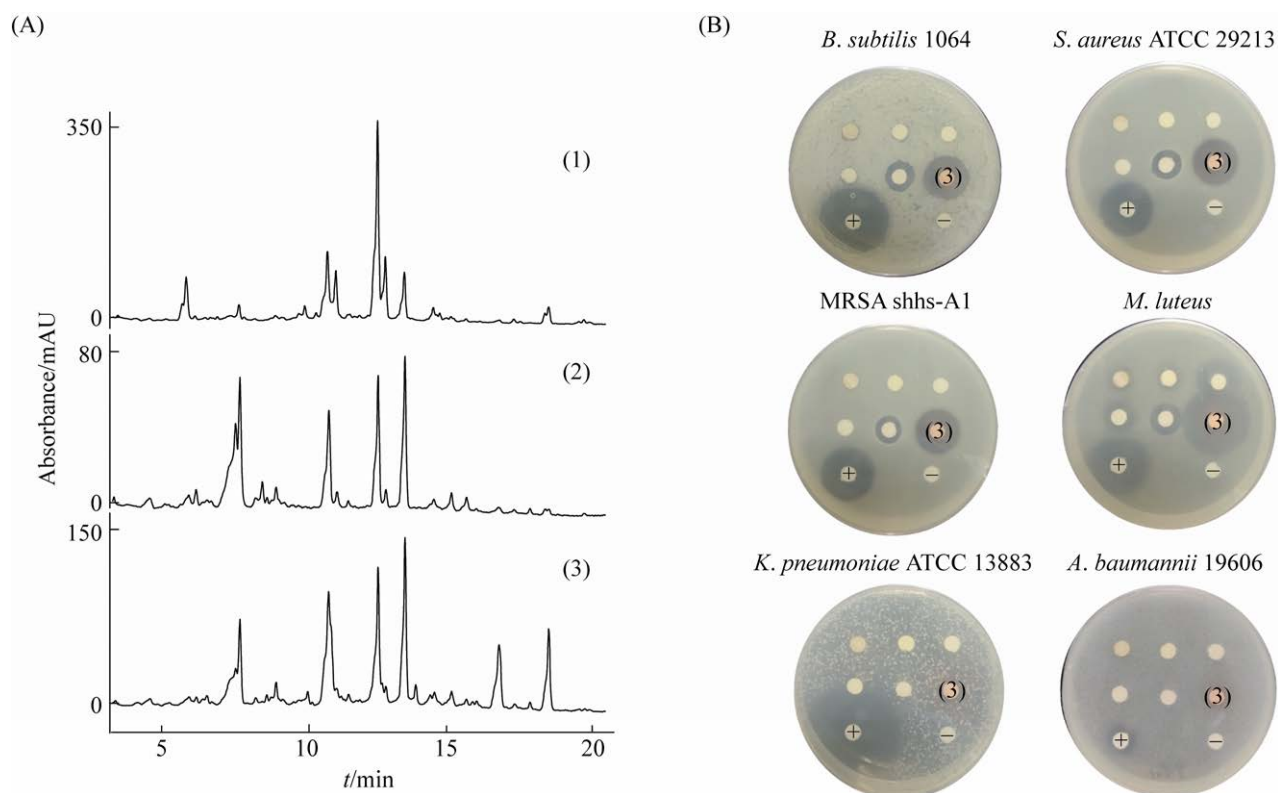 (A)
350
(1)
0
80
(2)
0
150
(3)
0
Absorbance/mAU
5 10 15 20
t/min
(B)
B. subtilis 1064
S. aureus ATCC 29213
(3)
+ −
(3)
+ −
MRSA shhs-A1
M. luteus
(3)
+ −
(3)
+ −
K. pneumoniae ATCC 13883
A. baumannii 19606
(3)
+ −
(3)
+ −